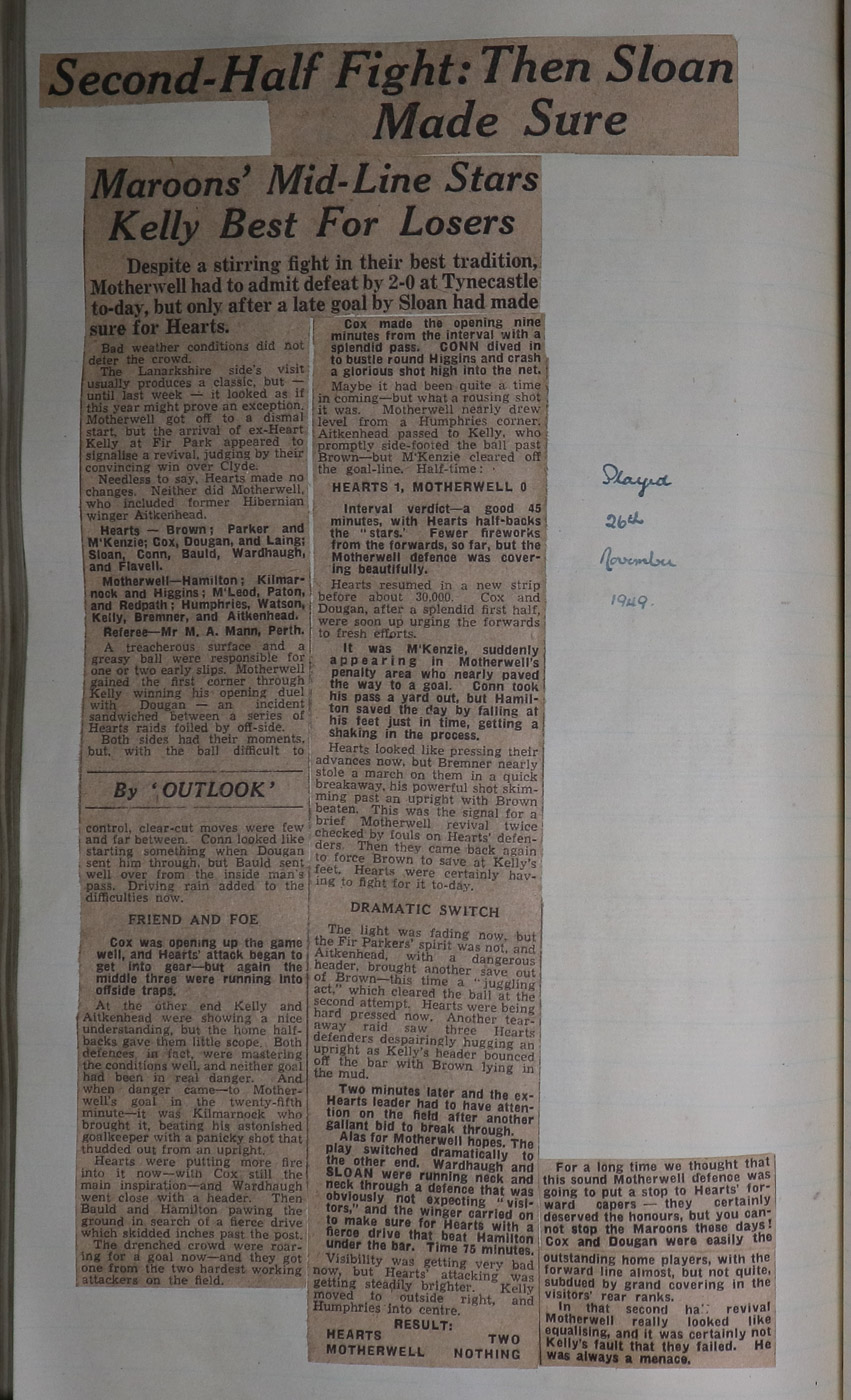 Second-Half Fight: Then Sloan
Made Sure
Maroons' Mid-Line Stars
Kelly Best For Losers
Despite a stirring fight in their best tradition,
Motherwell had to admit defeat by 2-0 at Tynecastle
to-day, but only after a late goal by Sloan had made
sure for Hearts.
Bad weather conditions did not
deter the crowd.
The Lanarkshire side's visit
usually produces a classic, but —
until last week — it looked as if
this year might prove an exception.
Motherwell got off to a dismal
start, but the arrival of ex-Heart
Kelly at Fir Park appeared to
signalise a revival, judging by their
convincing win over Clyde.
Needless to say, Hearts made no
changes. Neither did Motherwell,
who included former Hibernian
winger Aitkenhead.
Hearts — Brown; Parker and
M'Kenzie; Cox, Dougan, and Laing;
Sloan, Conn, Bauld, Wardhaugh,
and Flavell.
Motherwell—Hamilton; Kilmar-
nock and Higgins; M'Leod, Paton,
and Redpath; Humphries, Watson,
Kelly, Bremner, and Aitkenhead.
Referee—Mr M. A. Mann, Perth.
A treacherous surface and a
greasy ball were responsible for
one or two early slips. Motherwell
gained the first corner through
Kelly winning his opening duel
with Dougan — an incident
sandwiched between a series of
Hearts raids foiled by off-side.
Both sides had their moments,
but, with the ball difficult to
By 'OUTLOOK'
control, clear-cut moves were few
and far between. Conn looked like
starting something when Dougan
sent him through, but Bauld sent
well over from the inside man's
pass. Driving rain added to the
difficulties now.
FRIEND AND FOE
Cox was opening up the game
well, and Hearts' attack began to
get into gear—but again the
middle three were running into
offside traps.
At the other end Kelly and
Aitkenhead were showing a nice
understanding, but the home half-
backs gave them little scope. Both
defences, in fact, were mastering
the conditions well, and neither goal
had been in real danger. And
when danger came—to Mother-
well's goal in the twenty-fifth
minute—it was Kilmarnock who
brought it, beating his astonished
goalkeeper with a panicky shot that
thudded out from an upright.
Hearts were putting more fire
into it now—with Cox still the
main inspiration—and Wardhaugh
went close with a header. Then
Bauld and Hamilton pawing the
ground in search of a fierce drive
which skidded inches past the post.
The drenched crowd were roar-
ing for a goal now—and they got
one from the two hardest working
attackers on the field.
Cox made the opening nine
minutes from the interval with a
splendid pass. CONN dived in
to bustle round Higgins and crash
a glorious shot high into the net.
Maybe it had been quite a time
in coming—but what a rousing shot
it was. Motherwell nearly drew
level from a Humphries corner.
Aitkenhead passed to Kelly, who
promptly side-footed the ball past
Brown—but M'Kenzie cleared off
the goal-line. Half-time:
HEARTS 1, MOTHERWELL 0
Interval verdict—a good 45
minutes, with Hearts half-backs
the "stars.' Fewer fireworks
from the forwards, so far, but the
Motherwell defence was cover-
ing beautifully.
Hearts resumed in a new strip
before about 30,000. Cox and
Dougan, after a splendid first half,
were soon up urging the forwards
to fresh efforts.
It was M'Kenzie, suddenly
appearing in Motherwell's
penalty area who nearly paved
the way to a goal. Conn took
his pass a yard out, but Hamil-
ton saved the day by falling at
his feet just in time, getting a
shaking in the process.
Hearts looked like pressing their
advances now, but Bremner nearly
stole a march on them in a quick
breakaway, his powerful shot skim-
ming past an upright with Brown
beaten. This was the signal for a
brief Motherwell revival twice
checked by fouls on Hearts' defen-
ders. Then they came back again
to force Brown to save at Kelly's
feet. Hearts were certainly hav-
ing to fight for it to-day.
DRAMATIC SWITCH
The light was fading now, but
the Fir Parkers' spirit was not, and
Aitkenhead, with a dangerous
header, brought another save out
of Brown—this time a "juggling
act," which cleared the ball at the
second attempt. Hearts were being
hard pressed now. Another tear-
away raid saw three Hearts
defenders despairingly hugging an
upright as Kelly's header bounced
off the bar with Brown lying in
the mud.
Two minutes later and the ex-
Hearts leader had to have atten-
tion on the field after another
gallant bid to break through.
Alas for Motherwell hopes. The
play switched dramatically to
the other end. Wardhaugh and
SLOAN were running neck and
neck through a defence that was
obviously not expecting "visi-
tors," and the winger carried on
to make sure for Hearts with a
fierce drive that beat Hamilton
under the bar. Time 75 minutes.
Visibility was getting very bad
now, but Hearts' attacking was
getting steadily brighter. Kelly
moved to outside right, and
Humphries into centre.
RESULT:
HEARTS TWO
MOTHERWELL NOTHING
For a long time we thought that
this sound Motherwell defence was
going to put a stop to Hearts' for-
ward capers — they certainly
deserved the honours, but you can-
not stop the Maroons these days!
Cox and Dougan were easily the
outstanding home players, with the
forward line almost, but not quite,
subdued by grand covering in the
visitors' rear ranks.
In that second ha'' revival
Motherwell really looked like
equalising, and it was certainly not
Kelly's fault that they failed. He
was always a menace.
Played
26th
November
1949.